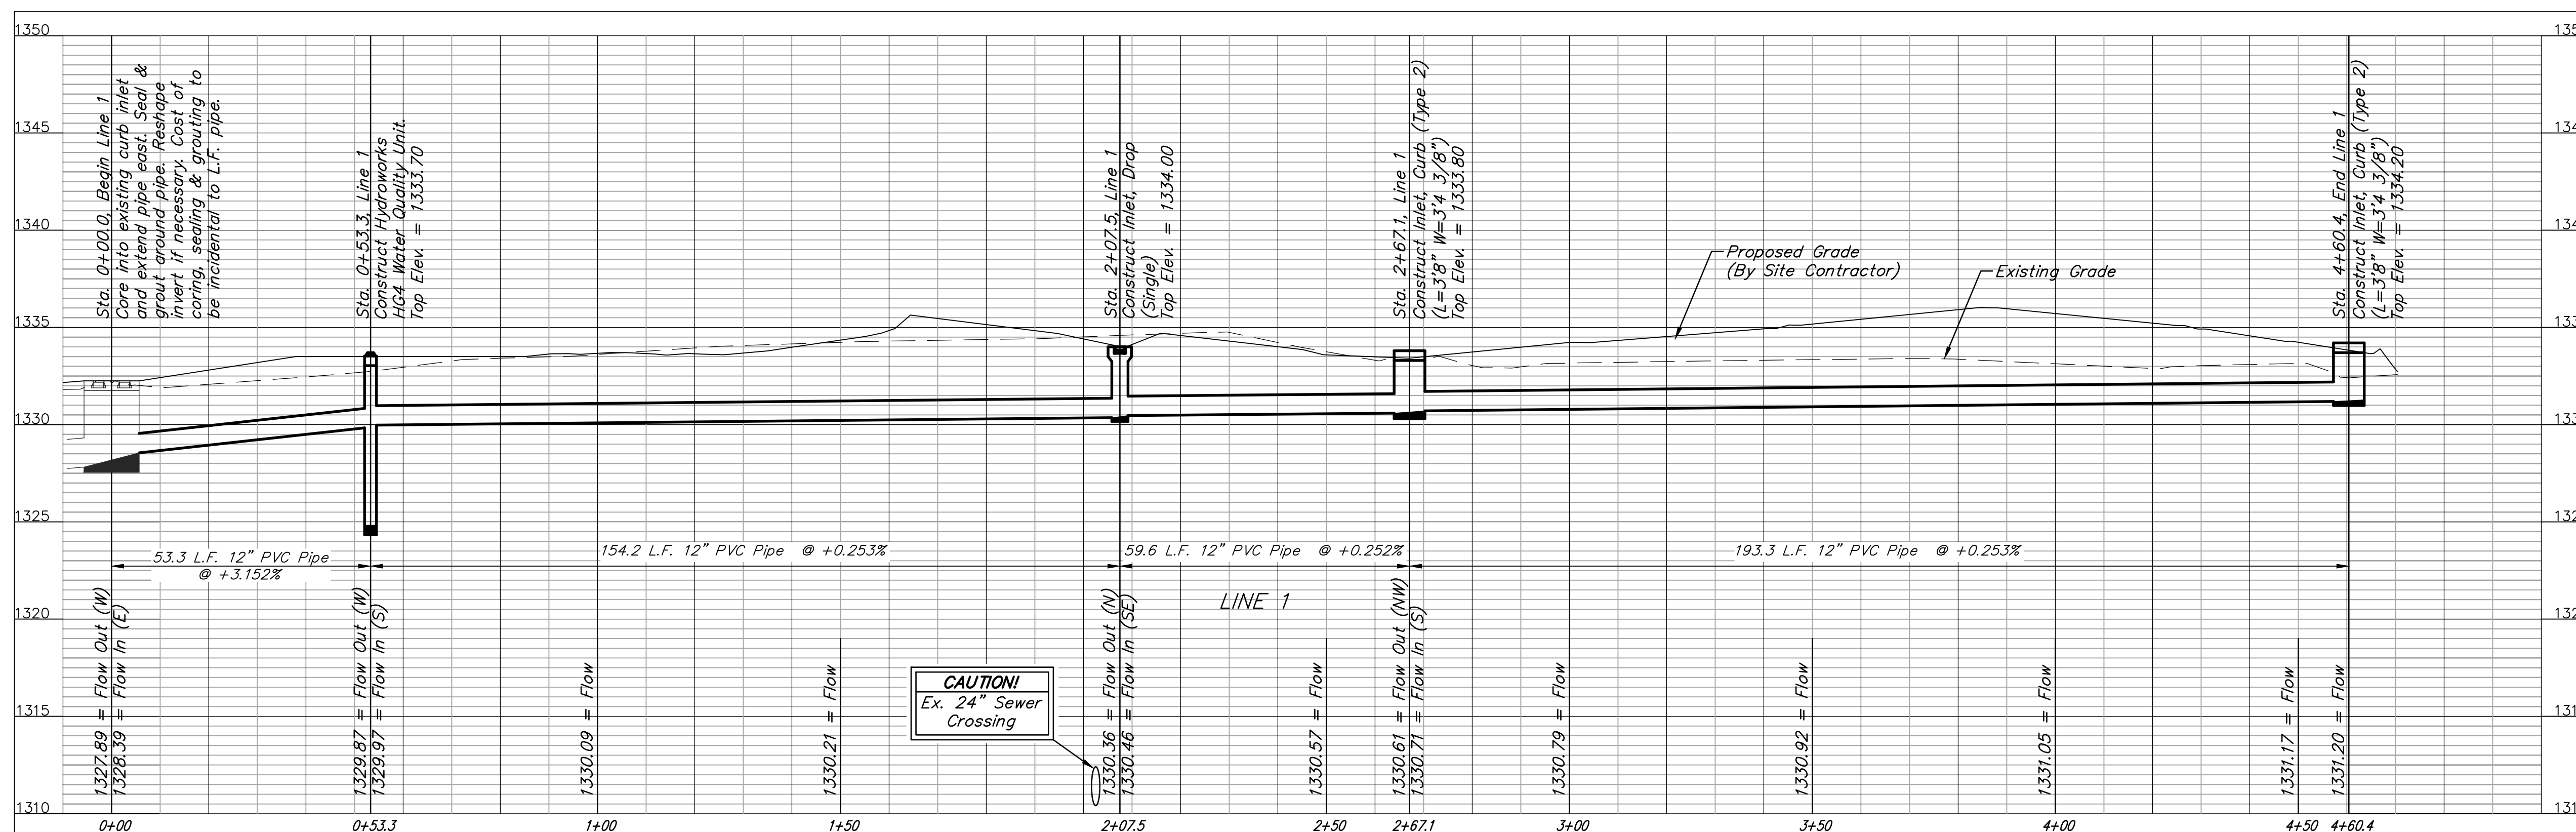 1350
1345
1340
1335
1330
1325
1320
1315
1310
Sta. 0+00.0, Begin Line 1
Core into existing curb inlet
and extend pipe east. Seal &
grout around pipe. Reshape
invert if necessary. Cost of
coring, sealing & grouting to
be incidental to L.F. pipe.
Sta. 0+53.3, Line 1
Construct Hydroworks
HG4 Water Quality Unit.
Top Elev. = 1333.70
Sta. 2+07.5, Line 1
Construct Inlet, Drop
(Single)
Top Elev. = 1334.00
Sta. 2+67.1, Line 1
Construct Inlet, Curb (Type 2)
(L=3'8" W=3'4 3/8")
Top Elev. = 1333.80
Proposed Grade
(By Site Contractor)
Existing Grade
Sta. 4+60.4, End Line 1
Construct Inlet, Curb (Type 2)
(L=3'8" W=3'4 3/8")
Top Elev. = 1334.20
135
134
134
133
133
132
132
131
131
53.3 L.F. 12" PVC Pipe
@ +3.152%
154.2 L.F. 12" PVC Pipe @ +0.253%
59.6 L.F. 12" PVC Pipe @ +0.252%
193.3 L.F. 12" PVC Pipe @ +0.253%
LINE 1
1327.89 = Flow Out (W)
1328.39 = Flow In (E)
1329.87 = Flow Out (W)
1329.97 = Flow In (S)
1330.09 = Flow
1330.21 = Flow
CAUTION!
Ex. 24" Sewer
Crossing
1330.36 = Flow Out (N)
1330.46 = Flow In (SE)
1330.57 = Flow
1330.61 = Flow Out (NW)
1330.71 = Flow In (S)
1330.79 = Flow
1330.92 = Flow
1331.05 = Flow
1331.17 = Flow
1331.20 = Flow
0+00
0+53.3
1+00
1+50
2+07.5
2+50
2+67.1
3+00
3+50
4+00
4+50
4+60.4